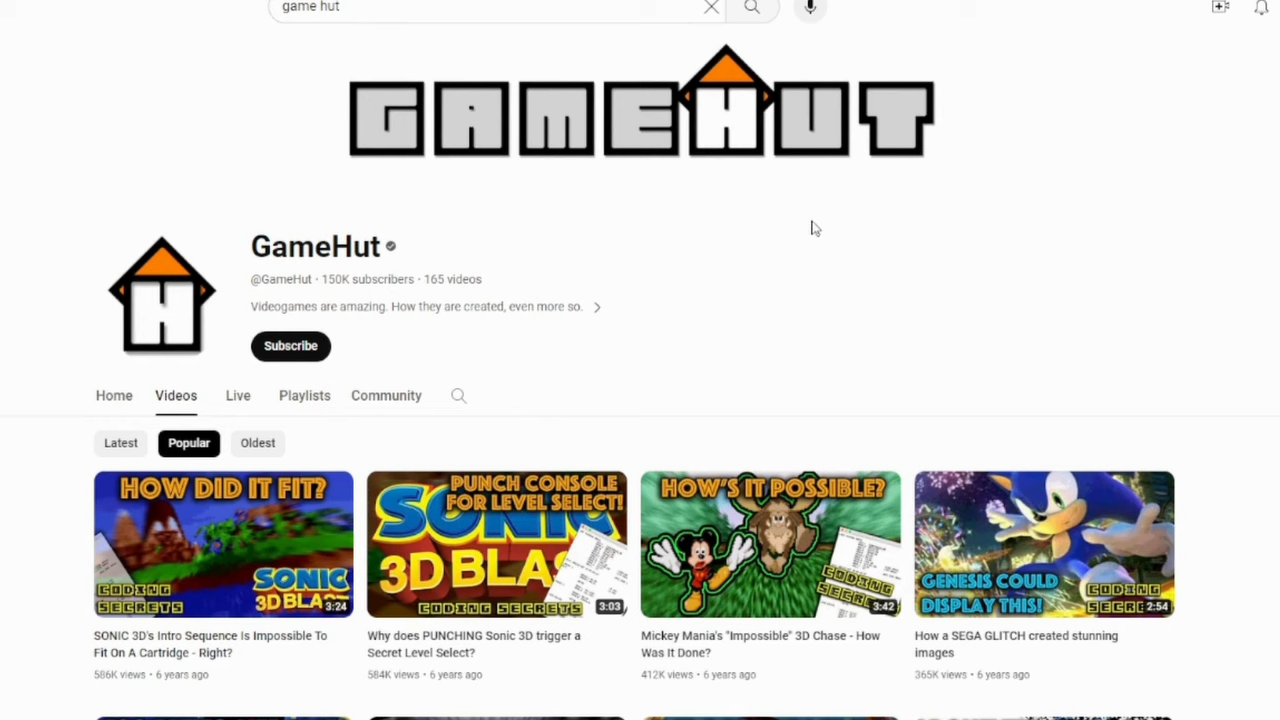 game hut
GAMEHUT
H
GameHut
@GameHut · 150K subscribers · 165 videos
Videogames are amazing. How they are created, even more so.
Subscribe
Home Videos Live Playlists Community
Latest Popular Oldest
HOW DID IT FIT?
CODING
SECRETS
SONIC
3D BLA
3:24
PUNCH CONSOLE
FOR LEVEL SELECT!
SONIC
3D BLAS
CODING SECRETS
3:03
HOW'S IT POSSIBLE?
CODING
SECRETS
3:42
GENESIS COULD
DISPLAY THIS!
CODING
SECRE
2:54
SONIC 3D's Intro Sequence Is Impossible To
Fit On A Cartridge - Right?
586K views · 6 years ago
Why does PUNCHING Sonic 3D trigger a
Secret Level Select?
584K views · 6 years ago
Mickey Mania's "Impossible" 3D Chase - How
Was It Done?
412K views · 6 years ago
How a SEGA GLITCH created stunning
images
365K views · 6 years ago